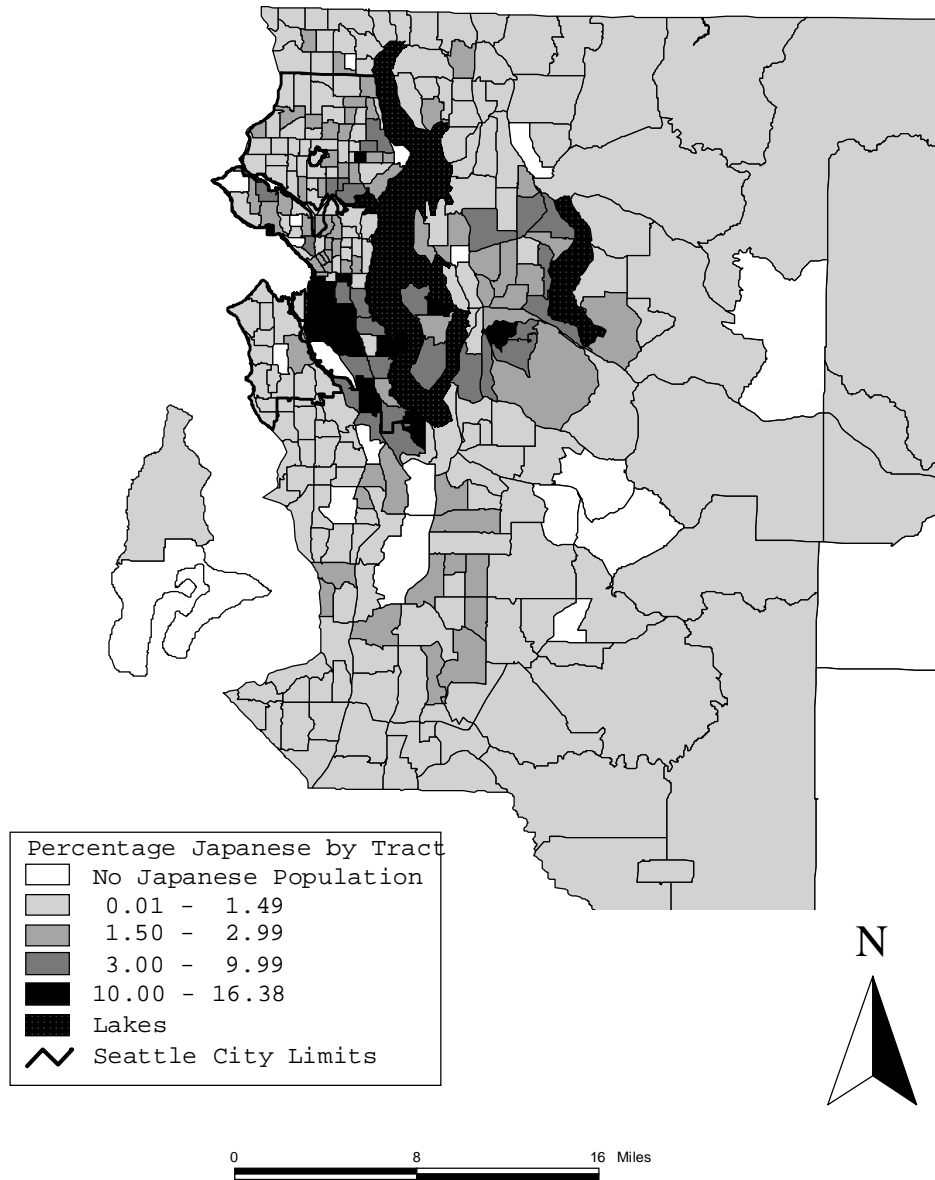 Percentage Japanese by Tract
No Japanese Population
0.01 - 1.49
1.50 - 2.99
3.00 - 9.99
10.00 - 16.38
Lakes
Seattle City Limits
N
0 8 16 Miles